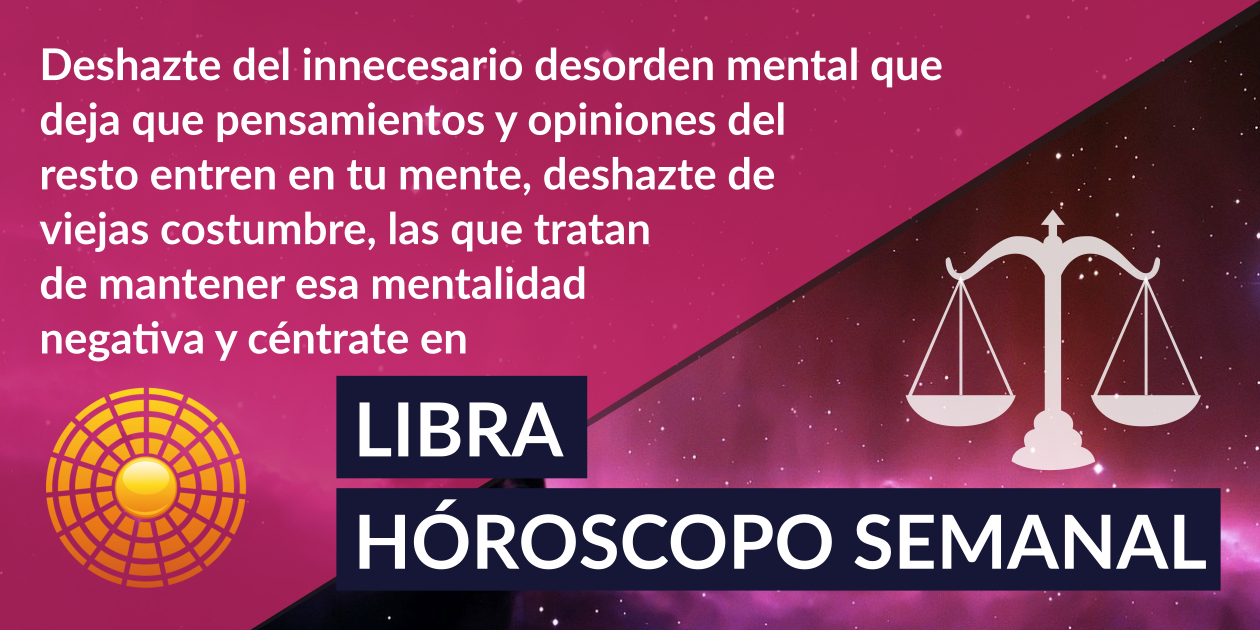 Deshazte del innecesario desorden mental que
deja que pensamientos y opiniones del
resto entren en tu mente, deshazte de
viejas costumbre, las que tratan
de mantener esa mentalidad
negativa y céntrate en
LIBRA
HÓROSCOPO SEMANAL